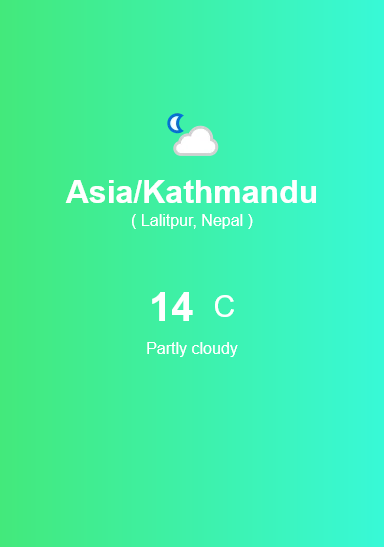 Asia/Kathmandu
( Lalitpur, Nepal )
14 C
Partly cloudy